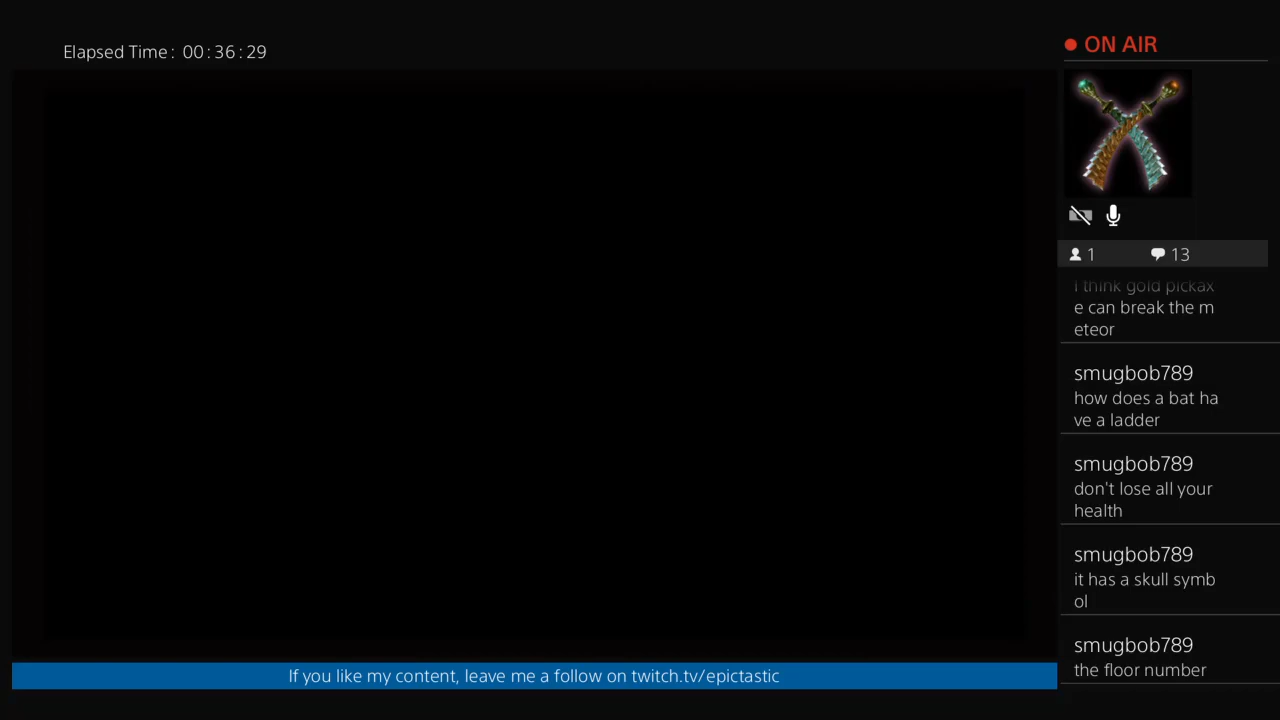 Elapsed Time: 00:36:29
ON AIR
1 13
i think gold pickax
e can break the m
eteor
smugbob789
how does a bat ha
ve a ladder
smugbob789
don't lose all your
health
smugbob789
it has a skull symb
ol
smugbob789
the floor number
If you like my content, leave me a follow on twitch.tv/epictastic